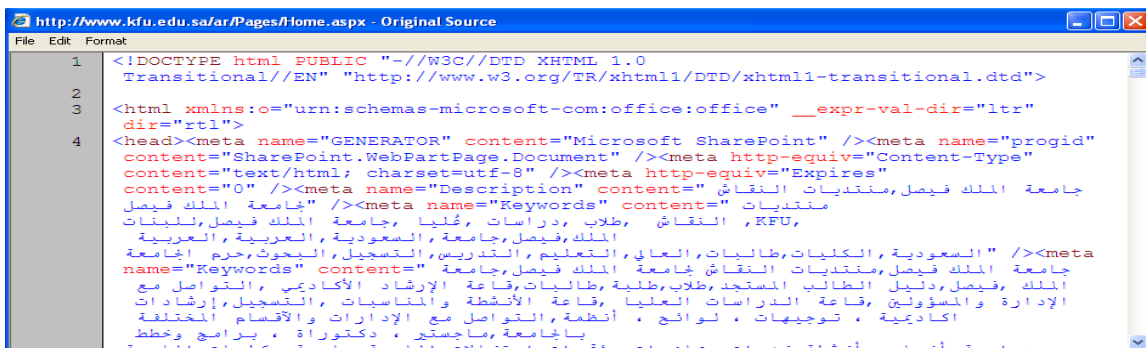 http://www.kfu.edu.sa/ar/Pages/Home.aspx - Original Source
File Edit Format
1 <!DOCTYPE html PUBLIC "-//W3C//DTD XHTML 1.0
Transitional//EN" "http://www.w3.org/TR/xhtml1/DTD/xhtml1-transitional.dtd">
2
3 <html xmlns:o="urn:schemas-microsoft-com:office:office" __expr-val-dir="ltr"
dir="rtl">
4 <head><meta name="GENERATOR" content="Microsoft SharePoint" /><meta name="progid"
content="SharePoint.WebPartPage.Document" /><meta http-equiv="Content-Type"
content="text/html; charset=utf-8" /><meta http-equiv="Expires"
content="0" /><meta name="Description" content=" جامعة الملك فيصل,منتديات النقاش
لجامعة الملك فيصل" /><meta name="Keywords" content=" منتديات
النقاش ,طلاب ,دراسات ,عُليا ,جامعة الملك فيصل,للبنات ,KFU,
الملك,فيصل,جامعة,السعودية,العربية,العربية
السعودية,الكليات,طالبات,العالي,التعليم,التدريس,التسجيل,البحوث,حرم الجامعة" /><meta
name="Keywords" content=" جامعة الملك فيصل,منتديات النقاش لجامعة الملك فيصل,جامعة
الملك ,فيصل,دليل الطالب المستجد,طلاب,طلبة,طالبات,قاعة الإرشاد الأكاديمي ,التواصل مع
الإدارة والمسؤولين ,قاعة الدراسات العليا ,قاعة الأنشطة والمناسبات ,التسجيل,إرشادات
اكاديمية ، توجيهات ، لوائح ، أنظمة,التواصل مع الإدارات والأقسام المختلفة
بالجامعة,ماجستير ، دكتوراة ، برامج وخطط